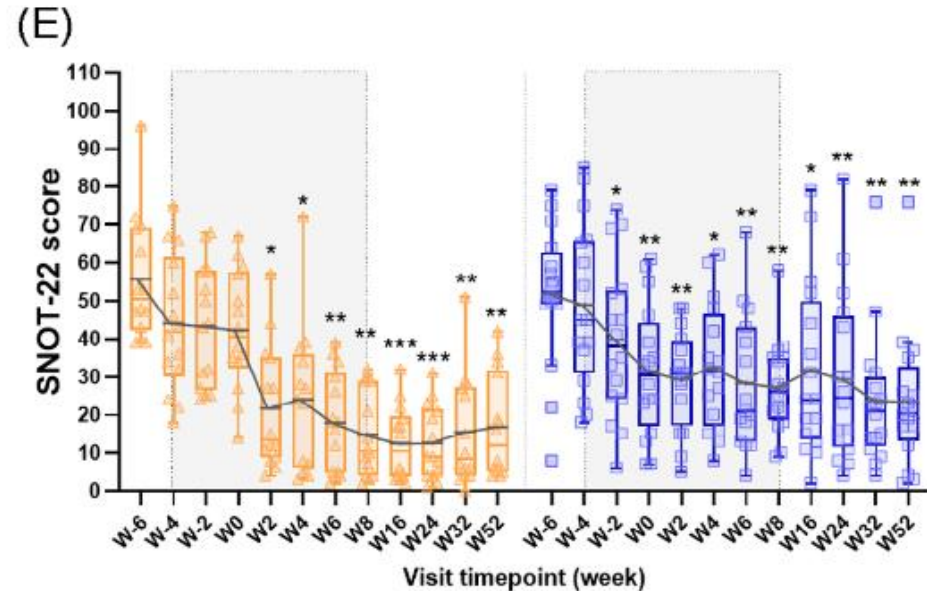 (E)
110
100
90
80
70
60
50
40
30
20
10
0
SNOT-22 score
* * ** ** *** *** ** **
* ** ** * ** ** * ** ** **
W-6 W-4 W-2 W0 W2 W4 W6 W8 W16 W24 W32 W52 W-6 W-4 W-2 W0 W2 W4 W6 W8 W16 W24 W32 W52
Visit timepoint (week)